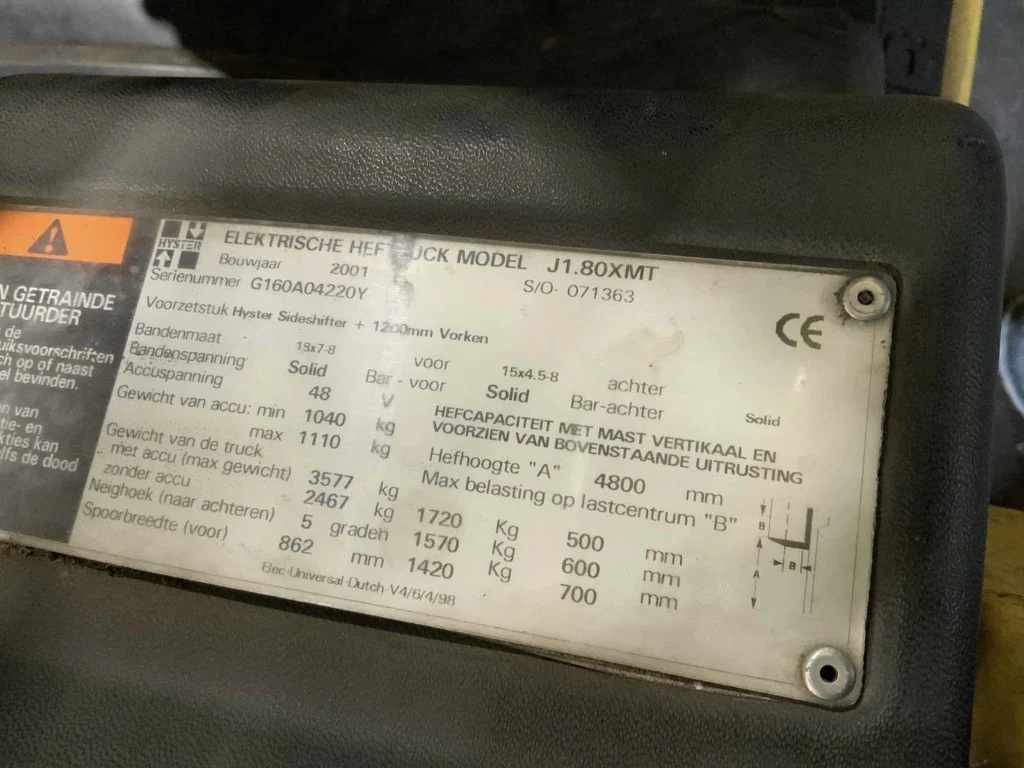 N GETRAINDE
TUURDER
de
uiksvoorschriften
ch op of naast
el bevinden.
n van
tie- en
kties kan
elfs de dood
HYSTER
ELEKTRISCHE HEFTRUCK MODEL J1.80XMT
Bouwjaar 2001 S/O- 071363
Serienummer G160A04220Y
CE
Voorzetstuk Hyster Sideshifter + 1200mm Vorken
Bandenmaat 18x7-8 voor 15x4.5-8 achter
Bandenspanning Solid Bar - voor Solid Bar-achter Solid
Accuspanning 48 V
Gewicht van accu: min 1040 kg
max 1110 kg
Gewicht van de truck
met accu (max gewicht) 3577 kg
zonder accu 2467 kg
Neighoek (naar achteren) 5 graden
Spoorbreedte (voor) 862 mm
HEFCAPACITEIT MET MAST VERTIKAAL EN
VOORZIEN VAN BOVENSTAANDE UITRUSTING
Hefhoogte "A" 4800 mm
Max belasting op lastcentrum "B"
1720 Kg 500 mm
1570 Kg 600 mm
1420 Kg 700 mm
B
B
A
Elec-Universal-Dutch-V4/6/4/98